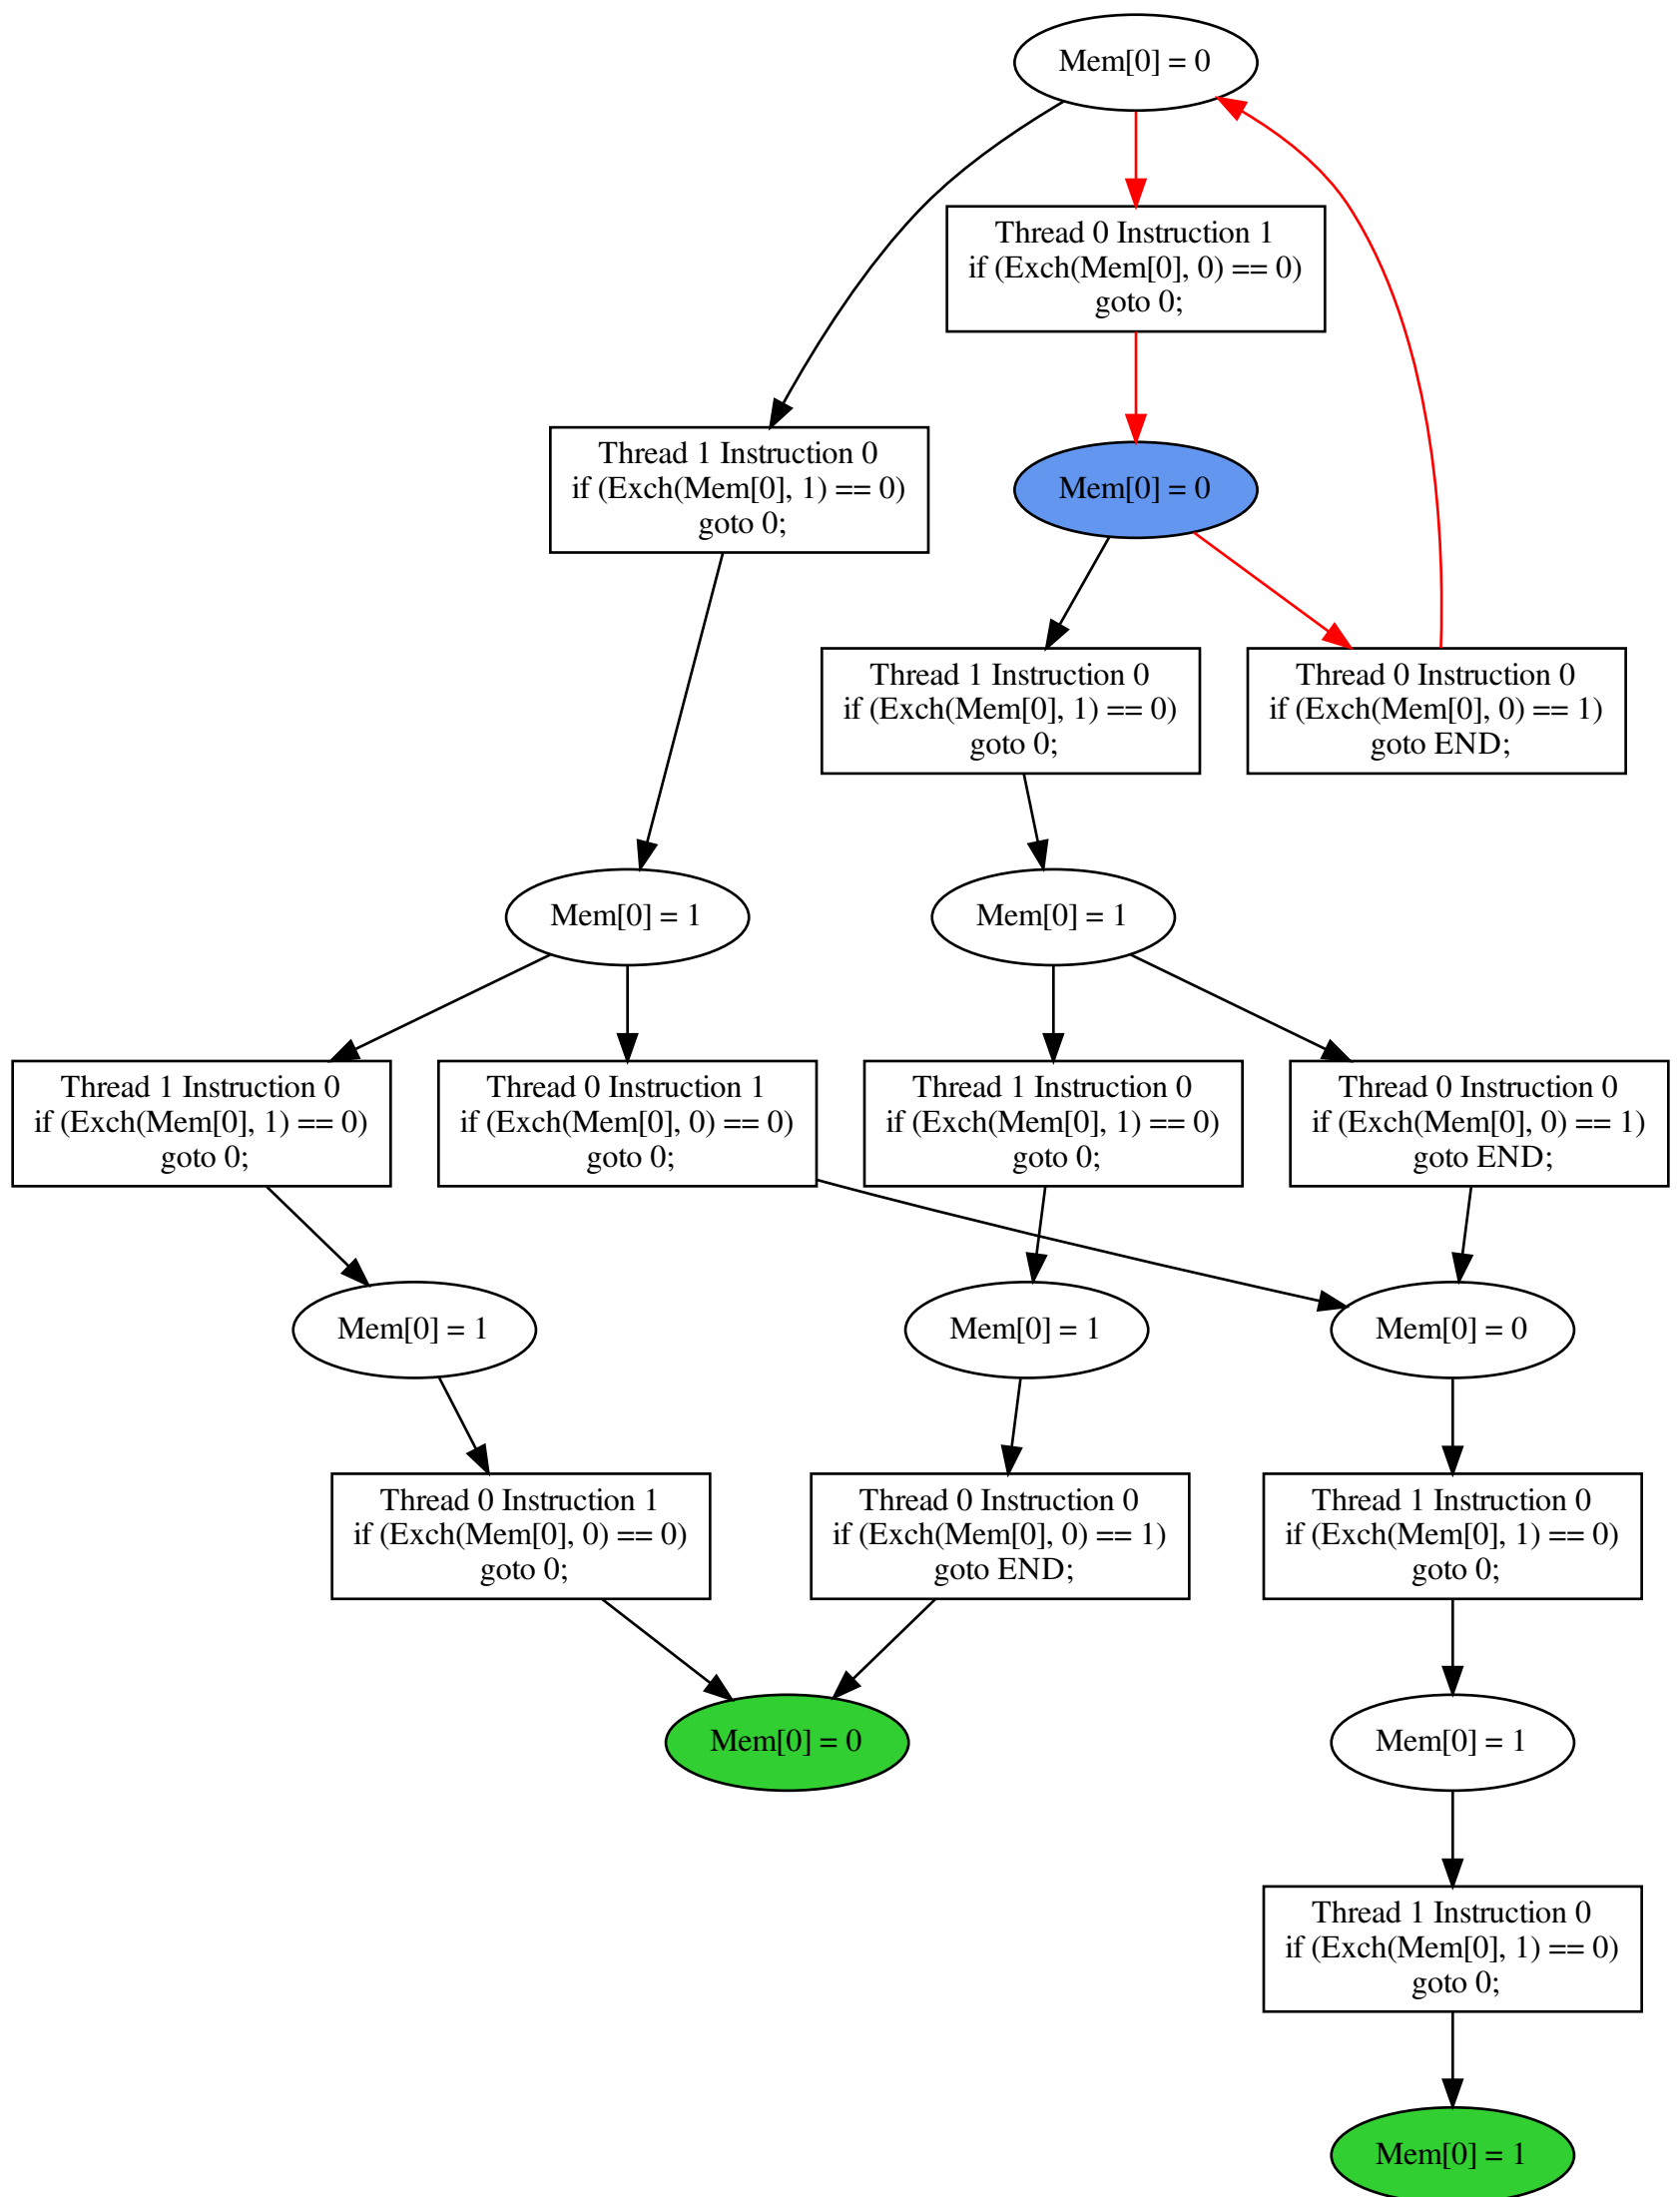 Mem[0] = 0
Thread 0 Instruction 1
if (Exch(Mem[0], 0) == 0)
goto 0;
Thread 1 Instruction 0
if (Exch(Mem[0], 1) == 0)
goto 0;
Mem[0] = 0
Thread 1 Instruction 0
if (Exch(Mem[0], 1) == 0)
goto 0;
Thread 0 Instruction 0
if (Exch(Mem[0], 0) == 1)
goto END;
Mem[0] = 1
Mem[0] = 1
Thread 1 Instruction 0
if (Exch(Mem[0], 1) == 0)
goto 0;
Thread 0 Instruction 1
if (Exch(Mem[0], 0) == 0)
goto 0;
Thread 1 Instruction 0
if (Exch(Mem[0], 1) == 0)
goto 0;
Thread 0 Instruction 0
if (Exch(Mem[0], 0) == 1)
goto END;
Mem[0] = 1
Mem[0] = 1
Mem[0] = 0
Thread 0 Instruction 1
if (Exch(Mem[0], 0) == 0)
goto 0;
Thread 0 Instruction 0
if (Exch(Mem[0], 0) == 1)
goto END;
Thread 1 Instruction 0
if (Exch(Mem[0], 1) == 0)
goto 0;
Mem[0] = 0
Mem[0] = 1
Thread 1 Instruction 0
if (Exch(Mem[0], 1) == 0)
goto 0;
Mem[0] = 1